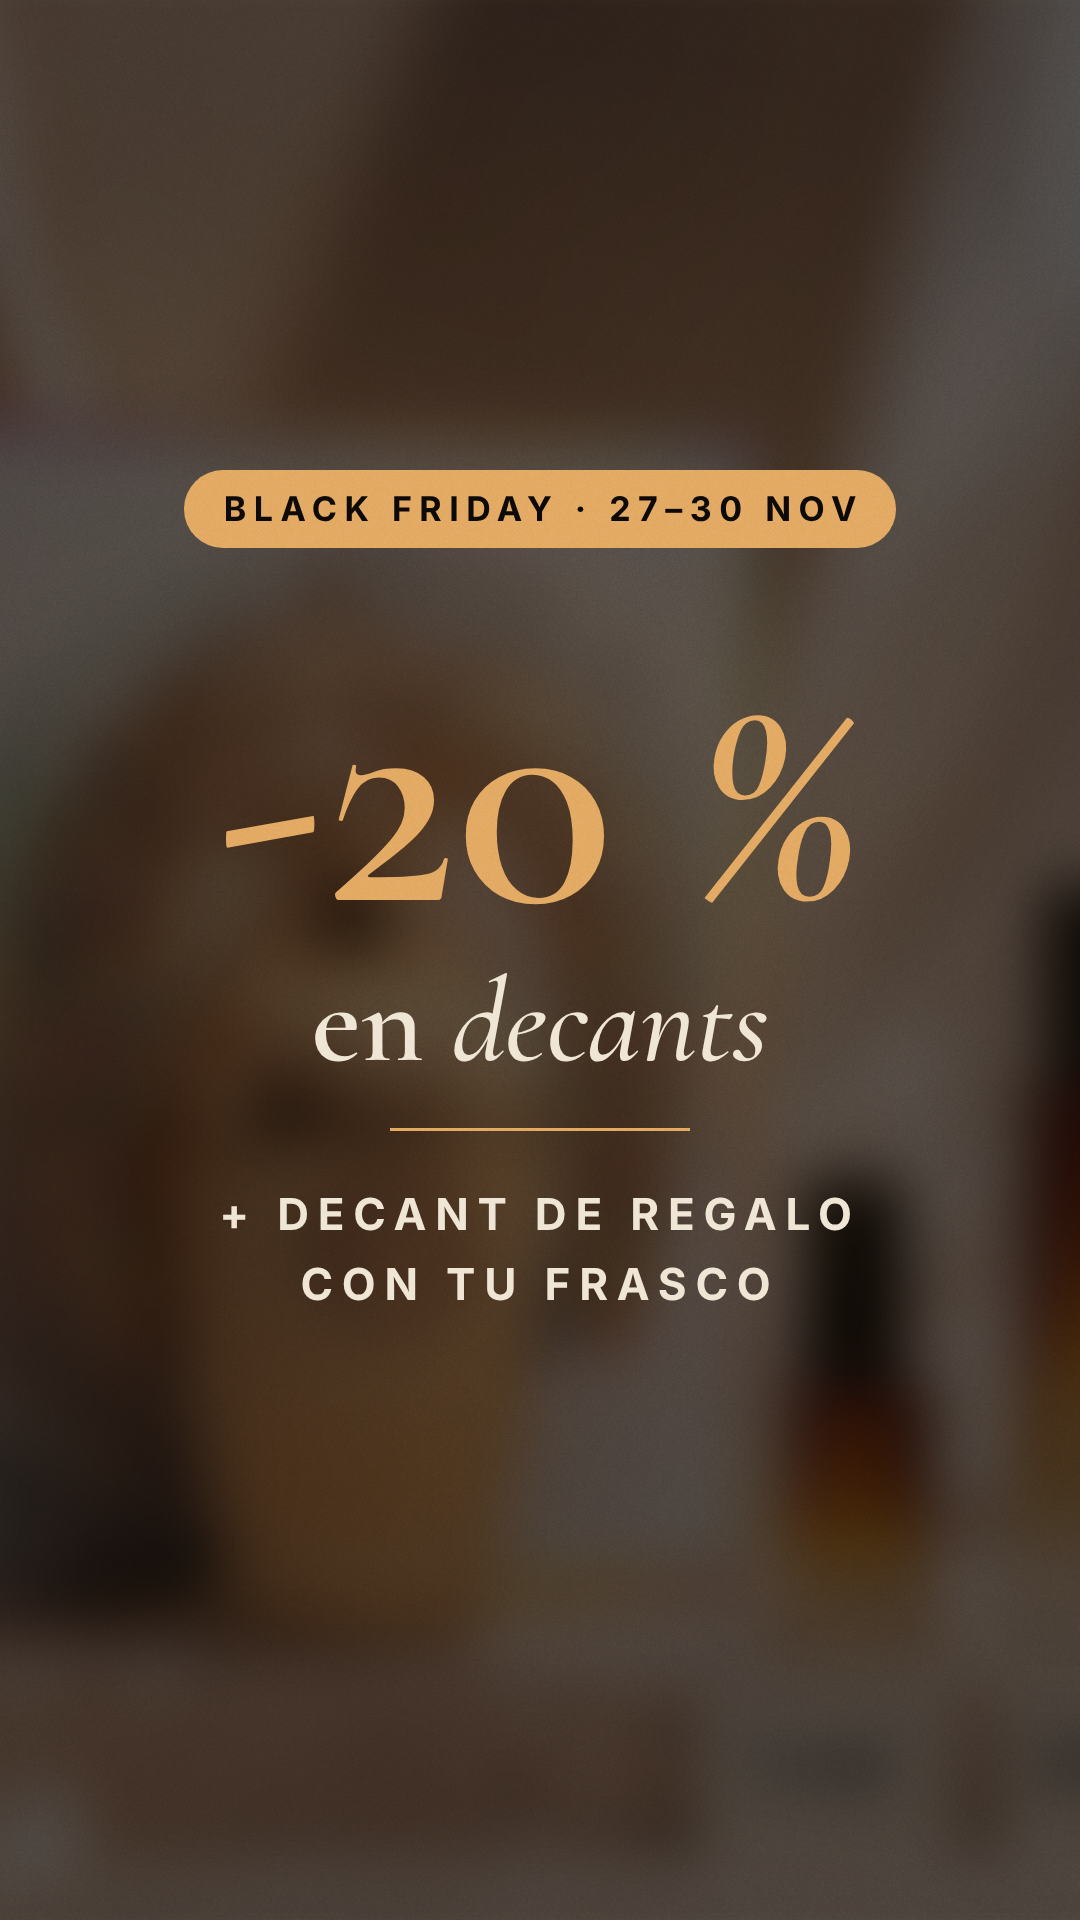 BLACK FRIDAY · 27–30 NOV
-20 %
en decants
+ DECANT DE REGALO
CON TU FRASCO